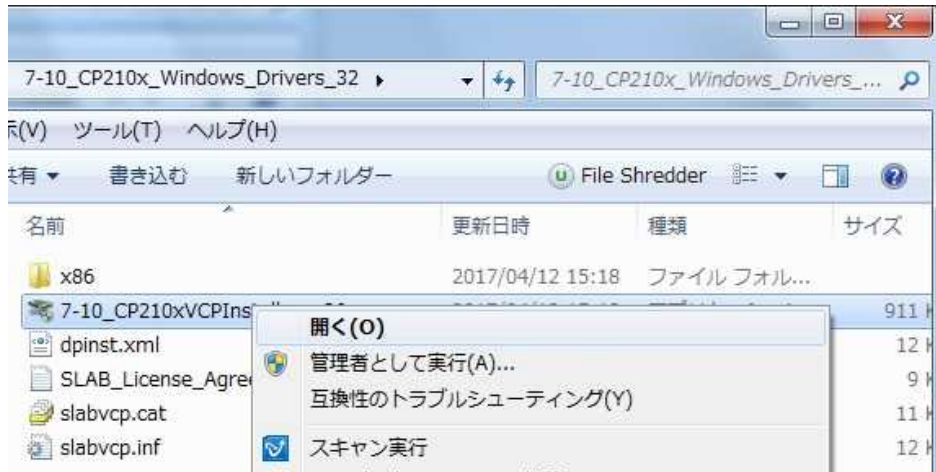 7-10_CP210x_Windows_Drivers_32
7-10_CP210x_Windows_Drivers_...
(V) ツール(T) ヘルプ(H)
有 書き込む 新しいフォルダー File Shredder
名前 更新日時 種類 サイズ
x86 2017/04/12 15:18 ファイル フォル...
7-10_CP210xVCPIns 911
dpinst.xml 12
SLAB_License_Agre 9
slabvcp.cat 11
slabvcp.inf 12
開く(O)
管理者として実行(A)...
互換性のトラブルシューティング(Y)
スキャン実行